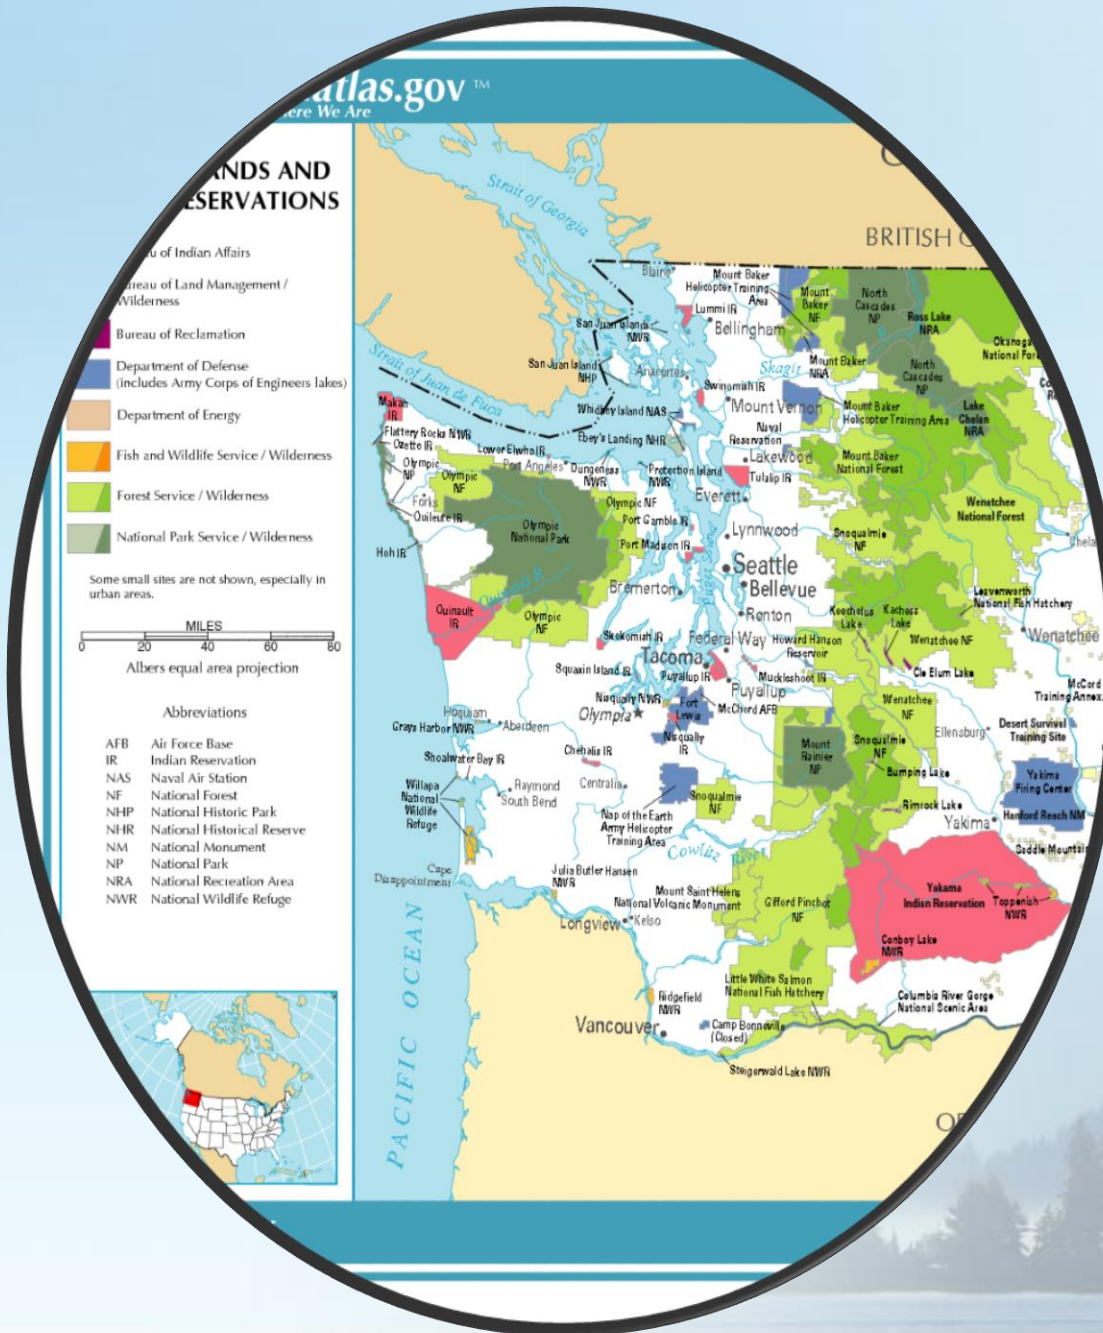 atlas.gov ™
ere We Are
ANDS AND
ESERVATIONS
u of Indian Affairs
ureau of Land Management /
Wilderness
Bureau of Reclamation
Department of Defense
(includes Army Corps of Engineers lakes)
Department of Energy
Fish and Wildlife Service / Wilderness
Forest Service / Wilderness
National Park Service / Wilderness
Some small sites are not shown, especially in
urban areas.
MILES
0 20 40 60 80
Albers equal area projection
Abbreviations
AFB Air Force Base
IR Indian Reservation
NAS Naval Air Station
NF National Forest
NHP National Historic Park
NHR National Historical Reserve
NM National Monument
NP National Park
NRA National Recreation Area
NWR National Wildlife Refuge
Strait of Georgia
BRITISH
Blaine
Mount Baker
Helicopter Training
Area
Mount
Baker
NF
North
Cascades
NP
Ross Lake
NRA
Lummi IR
Bellingham
San Juan Islands
NWR
Okanoga
National Fore
San Juan Islands
NHP
Anacortes
Skagit
Mount Baker
NRA
North
Cascades
NP
Strait of Juan de Fuca
Swinomish IR
Mount Vernon
Mount Baker
Helicopter Training Area
Lake
Chelan
NRA
Makah
IR
Whidbey Island NAS
Naval
Reservation
Flattery Rocks NWR
Ozette IR
Ebey's Landing NHR
Lower Elwha IR
Port Angeles
Dungeness
NWR
Protection Island
NWR
Lakewood
Mount Baker
National Forest
Tulalip IR
Olympic
NP
Olympic
NF
Forks
Quileute IR
Olympic
National Park
Olympic NF
Everett
Wenatchee
National Forest
Port Gamble IR
Lynnwood
Snoqualmie
NF
Chela
Hoh IR
Port Madison IR
Puget Sound
Seattle
Bellevue
Quinault R.
Bremerton
Renton
Leavenworth
National Fish Hatchery
Quinault
IR
Olympic
NF
Keechelus
Lake
Kachess
Lake
Wenatchee
Skokomish IR
Federal Way
Howard Hanson
Reservoir
Wenatchee NF
Tacoma
Squaxin Island IR
Puyallup IR
Muckleshoot IR
Cle Elum Lake
Puyallup
McCord
Training Annex
Nisqually NWR
Fort
Lewis
McChord AFB
Wenatchee
NF
Olympia
Hoquiam
Aberdeen
Grays Harbor NWR
Nisqually
IR
Ellensburg
Desert Survival
Training Site
Chehalis IR
Mount
Rainier
NP
Snoqualmie
NF
Shoalwater Bay IR
Bumping Lake
Yakima
Firing Center
Willapa
National
Wildlife
Refuge
Raymond
South Bend
Centralia
Snoqualmie
NF
Rimrock Lake
Yakima
Hanford Reach NM
Nap of the Earth
Army Helicopter
Training Area
Cowlitz River
Saddle Mountain
Cape
Disappointment
Julia Butler Hansen
NWR
Mount Saint Helens
National Volcanic Monument
Gifford Pinchot
NF
Yakama
Indian Reservation
Toppenish
NWR
Longview
Kelso
Conboy Lake
NWR
PACIFIC OCEAN
Little White Salmon
National Fish Hatchery
Ridgefield
NWR
Columbia River Gorge
National Scenic Area
Vancouver
Camp Bonneville
(Closed)
Steigerwald Lake NWR